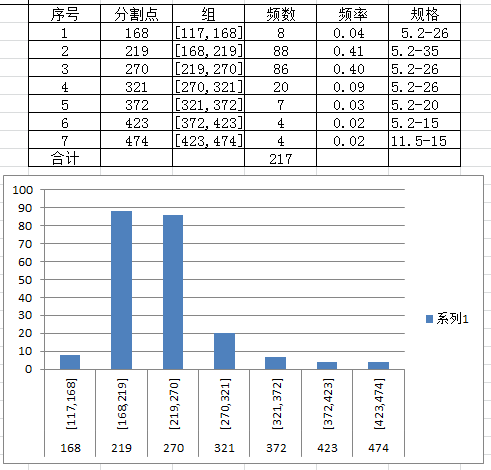 序号 分割点 组 频数 频率 规格
1 168 [117,168] 8 0.04 5.2-26
2 219 [168,219] 88 0.41 5.2-35
3 270 [219,270] 86 0.40 5.2-26
4 321 [270,321] 20 0.09 5.2-26
5 372 [321,372] 7 0.03 5.2-20
6 423 [372,423] 4 0.02 5.2-15
7 474 [423,474] 4 0.02 11.5-15
合计 217
100
90
80
70
60
50
40
30
20
10
0
系列1
[117,168] [168,219] [219,270] [270,321] [321,372] [372,423] [423,474]
168 219 270 321 372 423 474